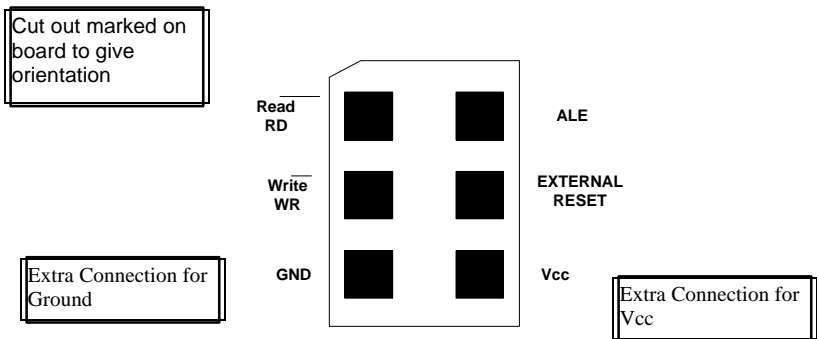 Cut out marked on
board to give
orientation
Read
RD
ALE
Write
WR
EXTERNAL
RESET
GND
Vcc
Extra Connection for
Ground
Extra Connection for
Vcc